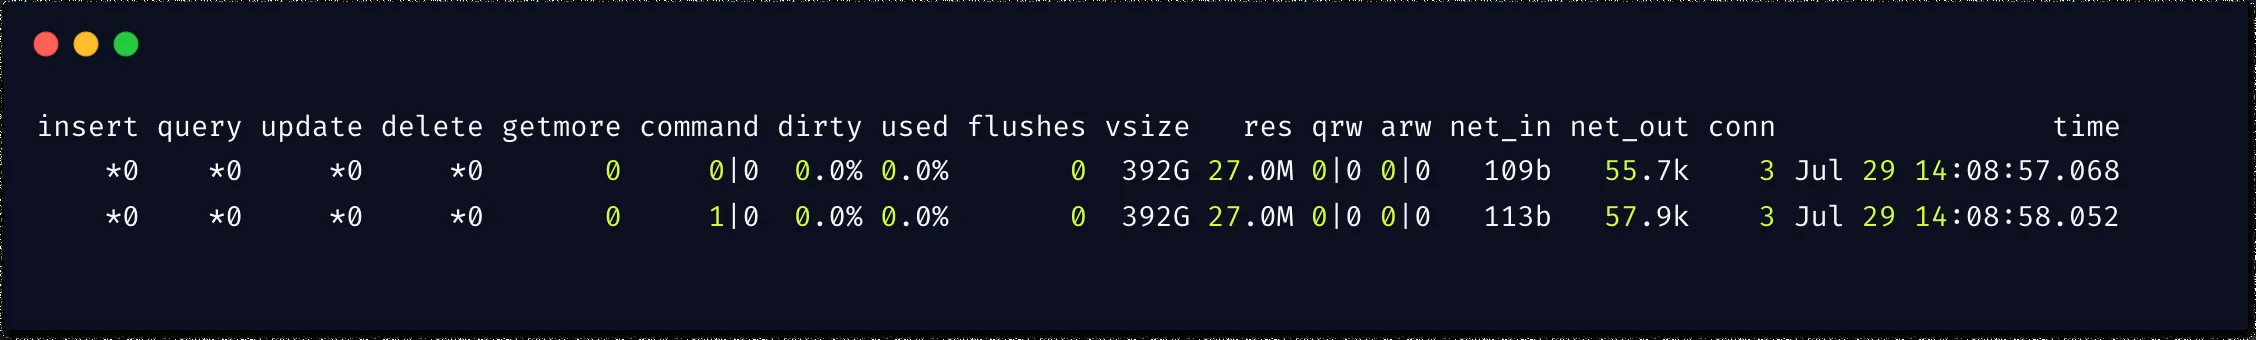 insert query update delete getmore command dirty used flushes vsize res qrw arw net_in net_out conn time
*0 *0 *0 *0 0 0|0 0.0% 0.0% 0 392G 27.0M 0|0 0|0 109b 55.7k 3 Jul 29 14:08:57.068
*0 *0 *0 *0 0 1|0 0.0% 0.0% 0 392G 27.0M 0|0 0|0 113b 57.9k 3 Jul 29 14:08:58.052